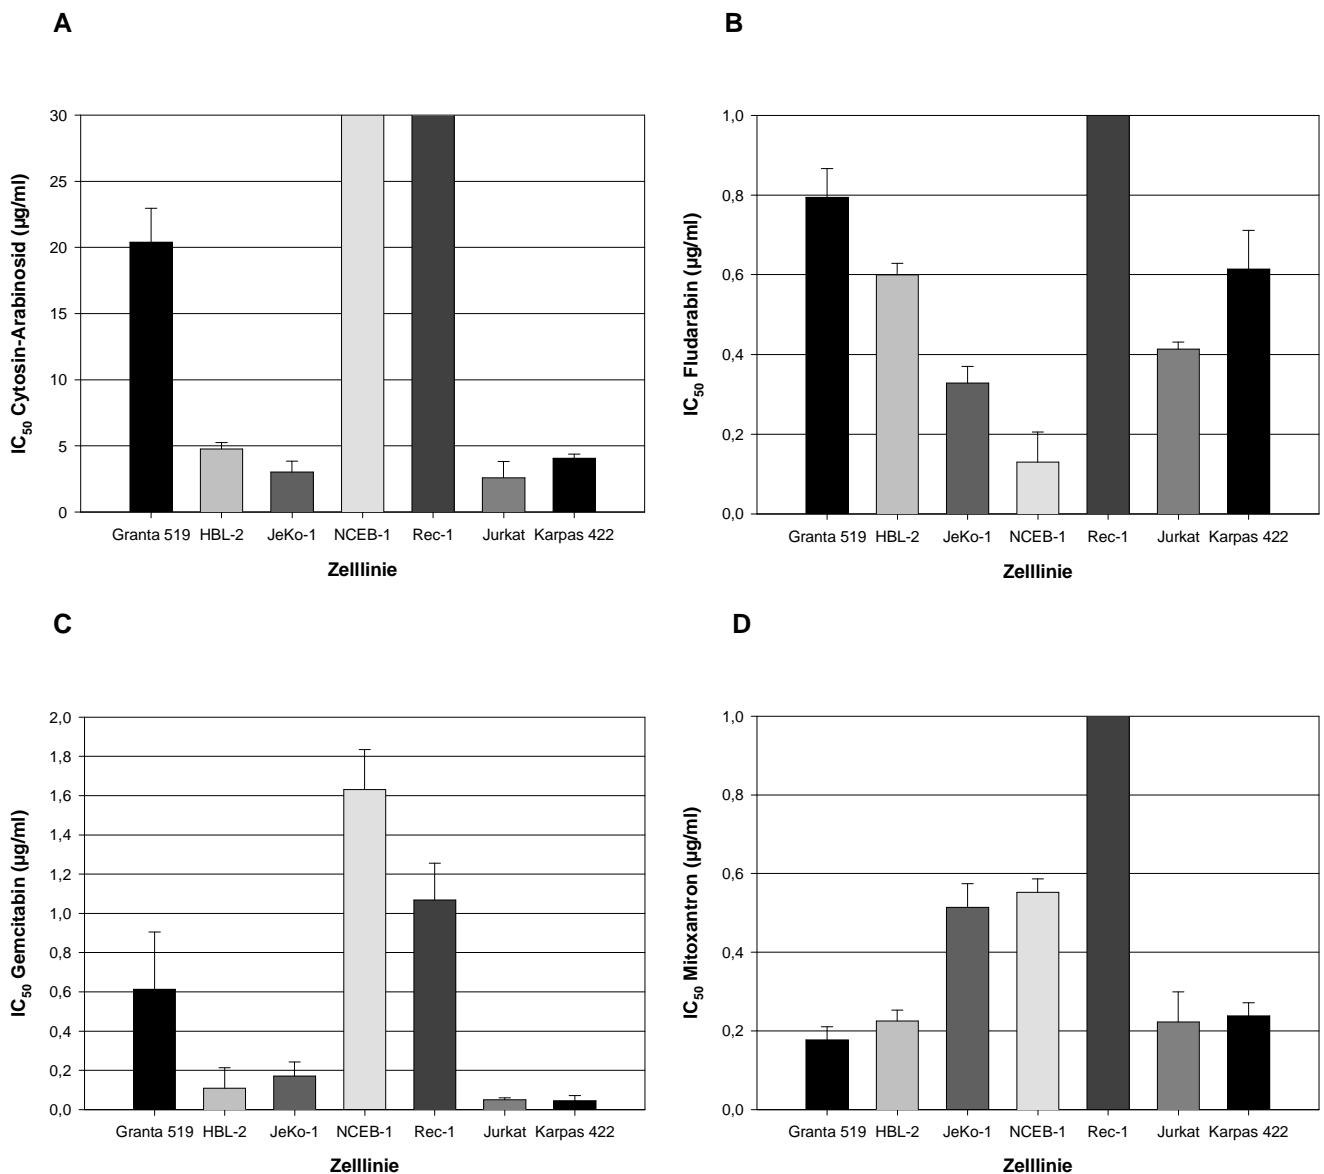 A
IC50 Cytosin-Arabinosid (µg/ml)
30
25
20
15
10
5
0
Granta 519 HBL-2 JeKo-1 NCEB-1 Rec-1 Jurkat Karpas 422
Zelllinie
B
IC50 Fludarabin (µg/ml)
1,0
0,8
0,6
0,4
0,2
0,0
Granta 519 HBL-2 JeKo-1 NCEB-1 Rec-1 Jurkat Karpas 422
Zelllinie
C
IC50 Gemcitabin (µg/ml)
2,0
1,8
1,6
1,4
1,2
1,0
0,8
0,6
0,4
0,2
0,0
Granta 519 HBL-2 JeKo-1 NCEB-1 Rec-1 Jurkat Karpas 422
Zelllinie
D
IC50 Mitoxantron (µg/ml)
1,0
0,8
0,6
0,4
0,2
0,0
Granta 519 HBL-2 JeKo-1 NCEB-1 Rec-1 Jurkat Karpas 422
Zelllinie